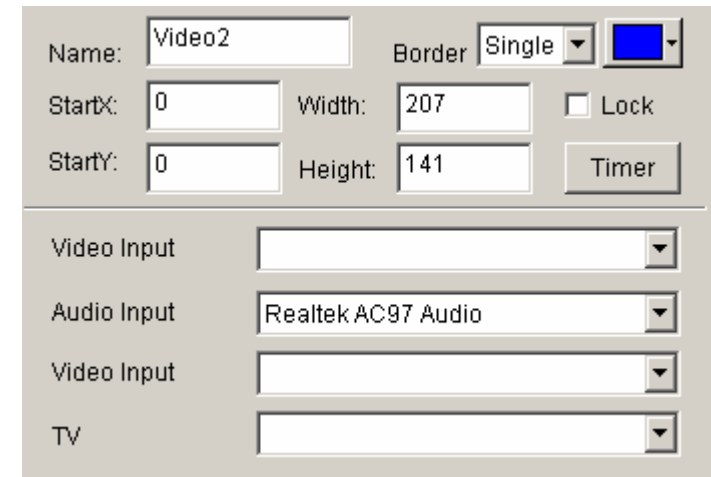 Name: Video2 Border Single
StartX: 0 Width: 207 Lock
StartY: 0 Height: 141 Timer
Video Input
Audio Input Realtek AC97 Audio
Video Input
TV